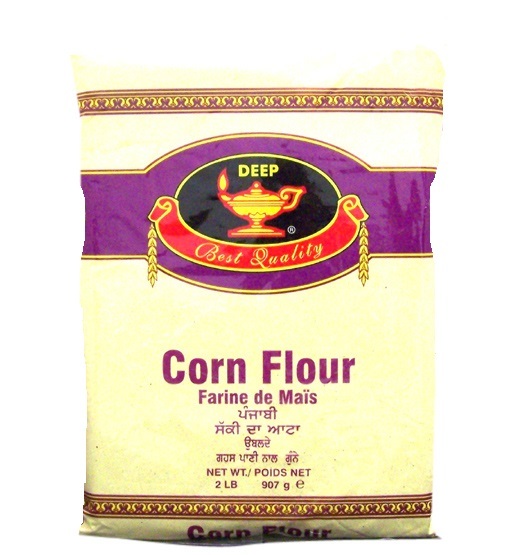 DEEP
®
Best Quality
Corn Flour
Farine de Maïs
ਪੰਜਾਬੀ
ਸੱਕੀ ਦਾ ਆਟਾ
ਉਬਲਦੇ
ਗਹਸ ਪਾਣੀ ਨਾਲ ਗੁੰਨੇ
NET WT./ POIDS NET
2 LB 907 g ℮
Corn Flour